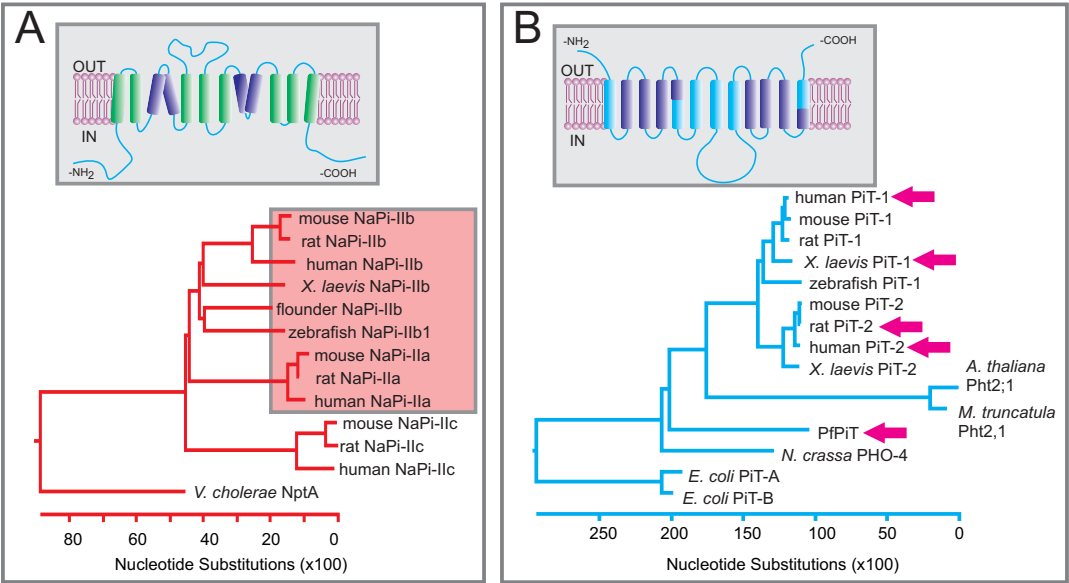 A
OUT
IN
-NH2
-COOH
mouse NaPi-IIb
rat NaPi-IIb
human NaPi-IIb
X. laevis NaPi-IIb
flounder NaPi-IIb
zebrafish NaPi-IIb1
mouse NaPi-IIa
rat NaPi-IIa
human NaPi-IIa
mouse NaPi-IIc
rat NaPi-IIc
human NaPi-IIc
V. cholerae NptA
80 60 40 20 0
Nucleotide Substitutions (x100)
B
-NH2
-COOH
OUT
IN
human PiT-1
mouse PiT-1
rat PiT-1
X. laevis PiT-1
zebrafish PiT-1
mouse PiT-2
rat PiT-2
human PiT-2
X. laevis PiT-2
A. thaliana
Pht2;1
M. truncatula
Pht2,1
PfPiT
N. crassa PHO-4
E. coli PiT-A
E. coli PiT-B
250 200 150 100 50 0
Nucleotide Substitutions (x100)